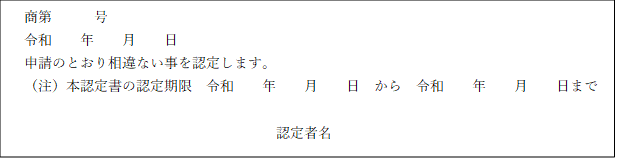 商第　　　号
令和　　年　　月　　日
申請のとおり相違ない事を認定します。
（注）本認定書の認定期限　令和　　年　　月　　日　から　令和　　年　　月　　日まで
認定者名